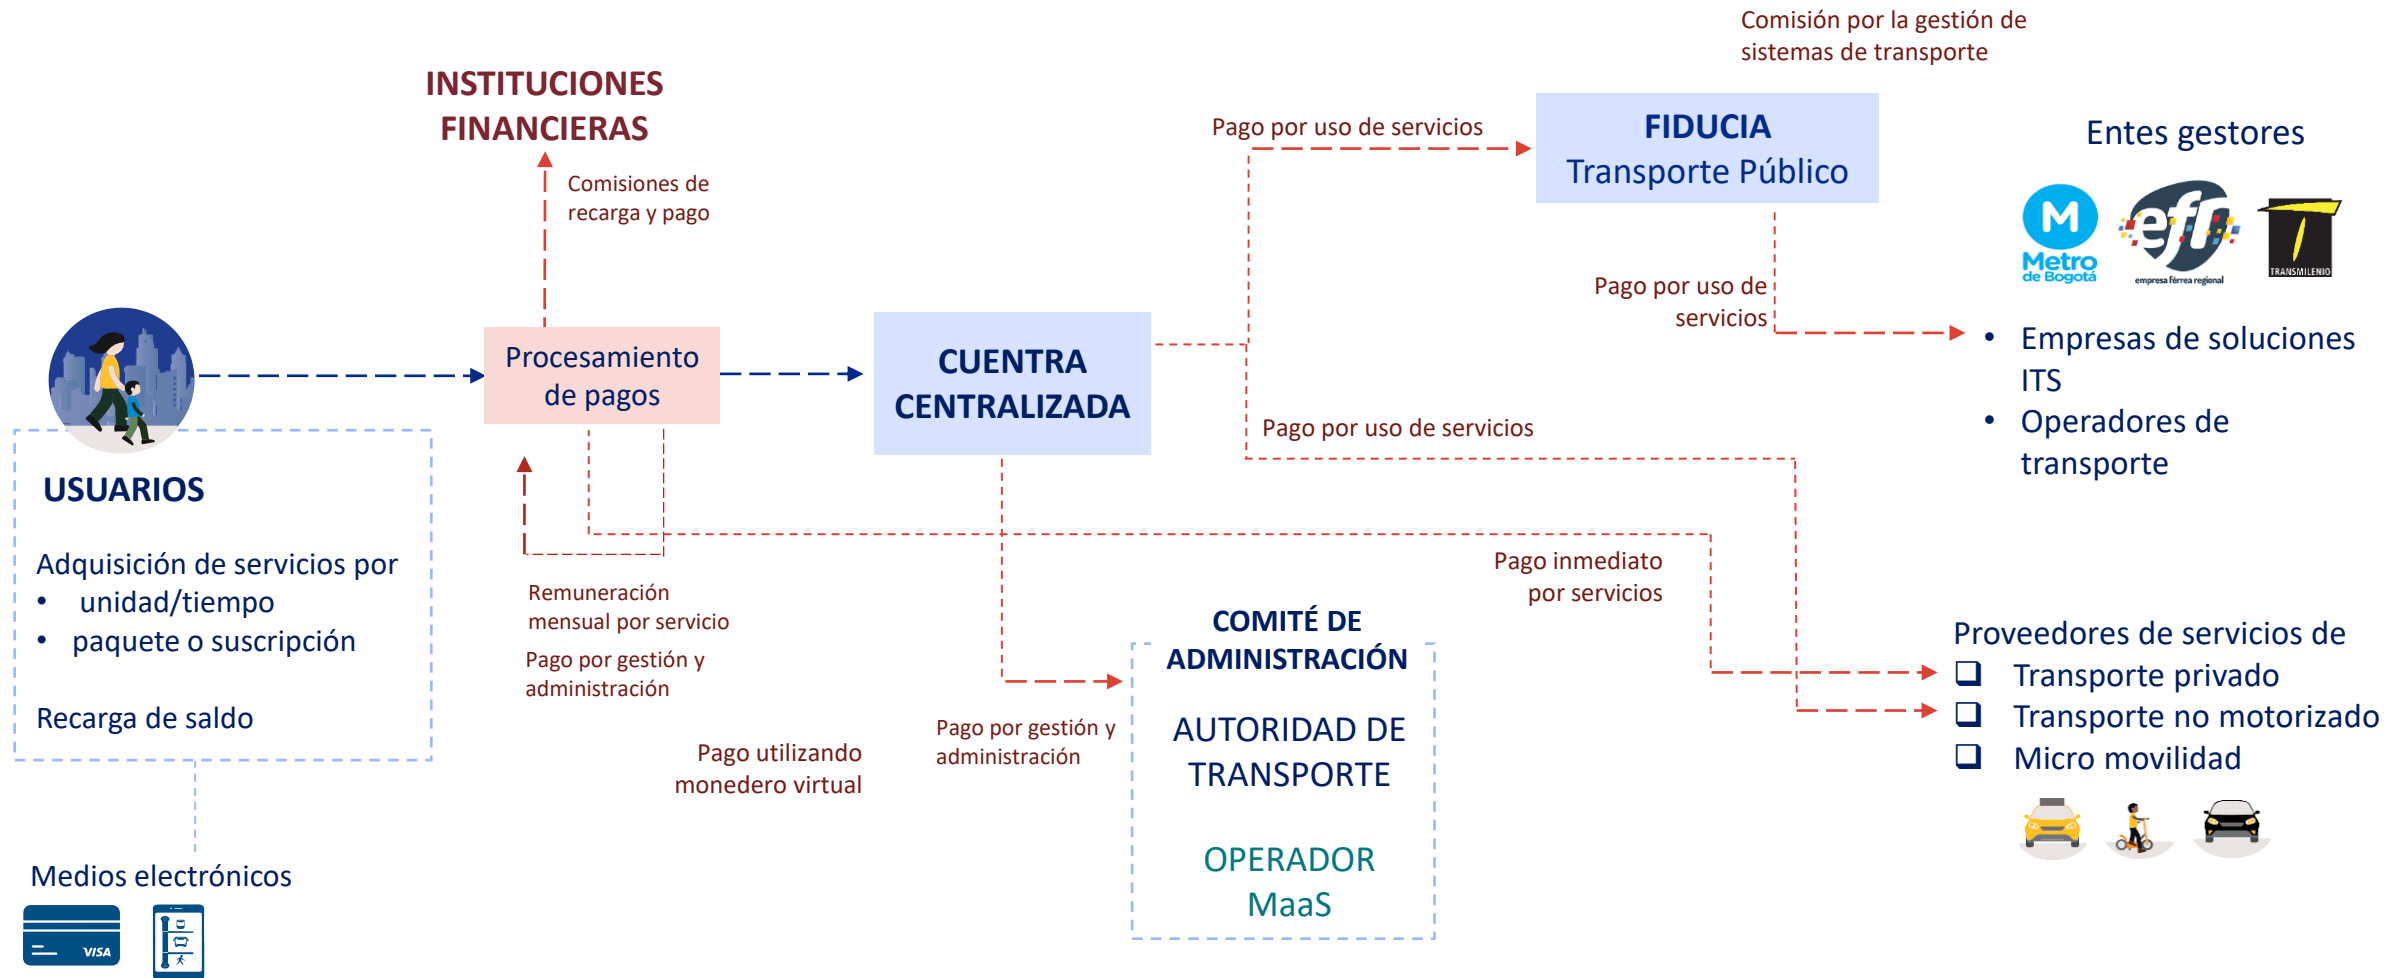 Comisión por la gestión de
sistemas de transporte
INSTITUCIONES
FINANCIERAS
Comisiones de
recarga y pago
Pago por uso de servicios
FIDUCIA
Transporte Público
Entes gestores
M
Metro
de Bogotá
efr
empresa férrea regional
TRANSMILENIO
Pago por uso de
servicios
• Empresas de soluciones
ITS
• Operadores de
transporte
Procesamiento
de pagos
CUENTRA
CENTRALIZADA
Pago por uso de servicios
USUARIOS
Adquisición de servicios por
• unidad/tiempo
• paquete o suscripción
Recarga de saldo
Medios electrónicos
VISA
Remuneración
mensual por servicio
Pago por gestión y
administración
Pago utilizando
monedero virtual
Pago por gestión y
administración
COMITÉ DE
ADMINISTRACIÓN
AUTORIDAD DE
TRANSPORTE
OPERADOR
MaaS
Pago inmediato
por servicios
Proveedores de servicios de
❑ Transporte privado
❑ Transporte no motorizado
❑ Micro movilidad